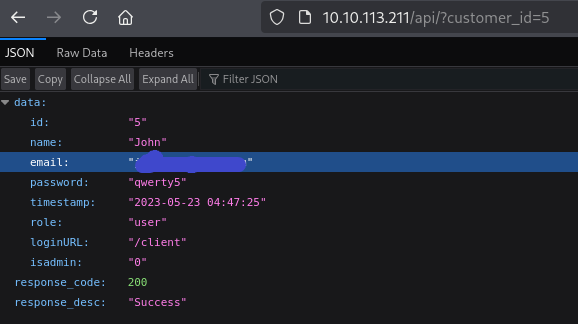 10.10.113.211/api/?customer_id=5
JSON Raw Data Headers
Save Copy Collapse All Expand All Filter JSON
data:
id: "5"
name: "John"
email: "
password: "qwerty5"
timestamp: "2023-05-23 04:47:25"
role: "user"
loginURL: "/client"
isadmin: "0"
response_code: 200
response_desc: "Success"